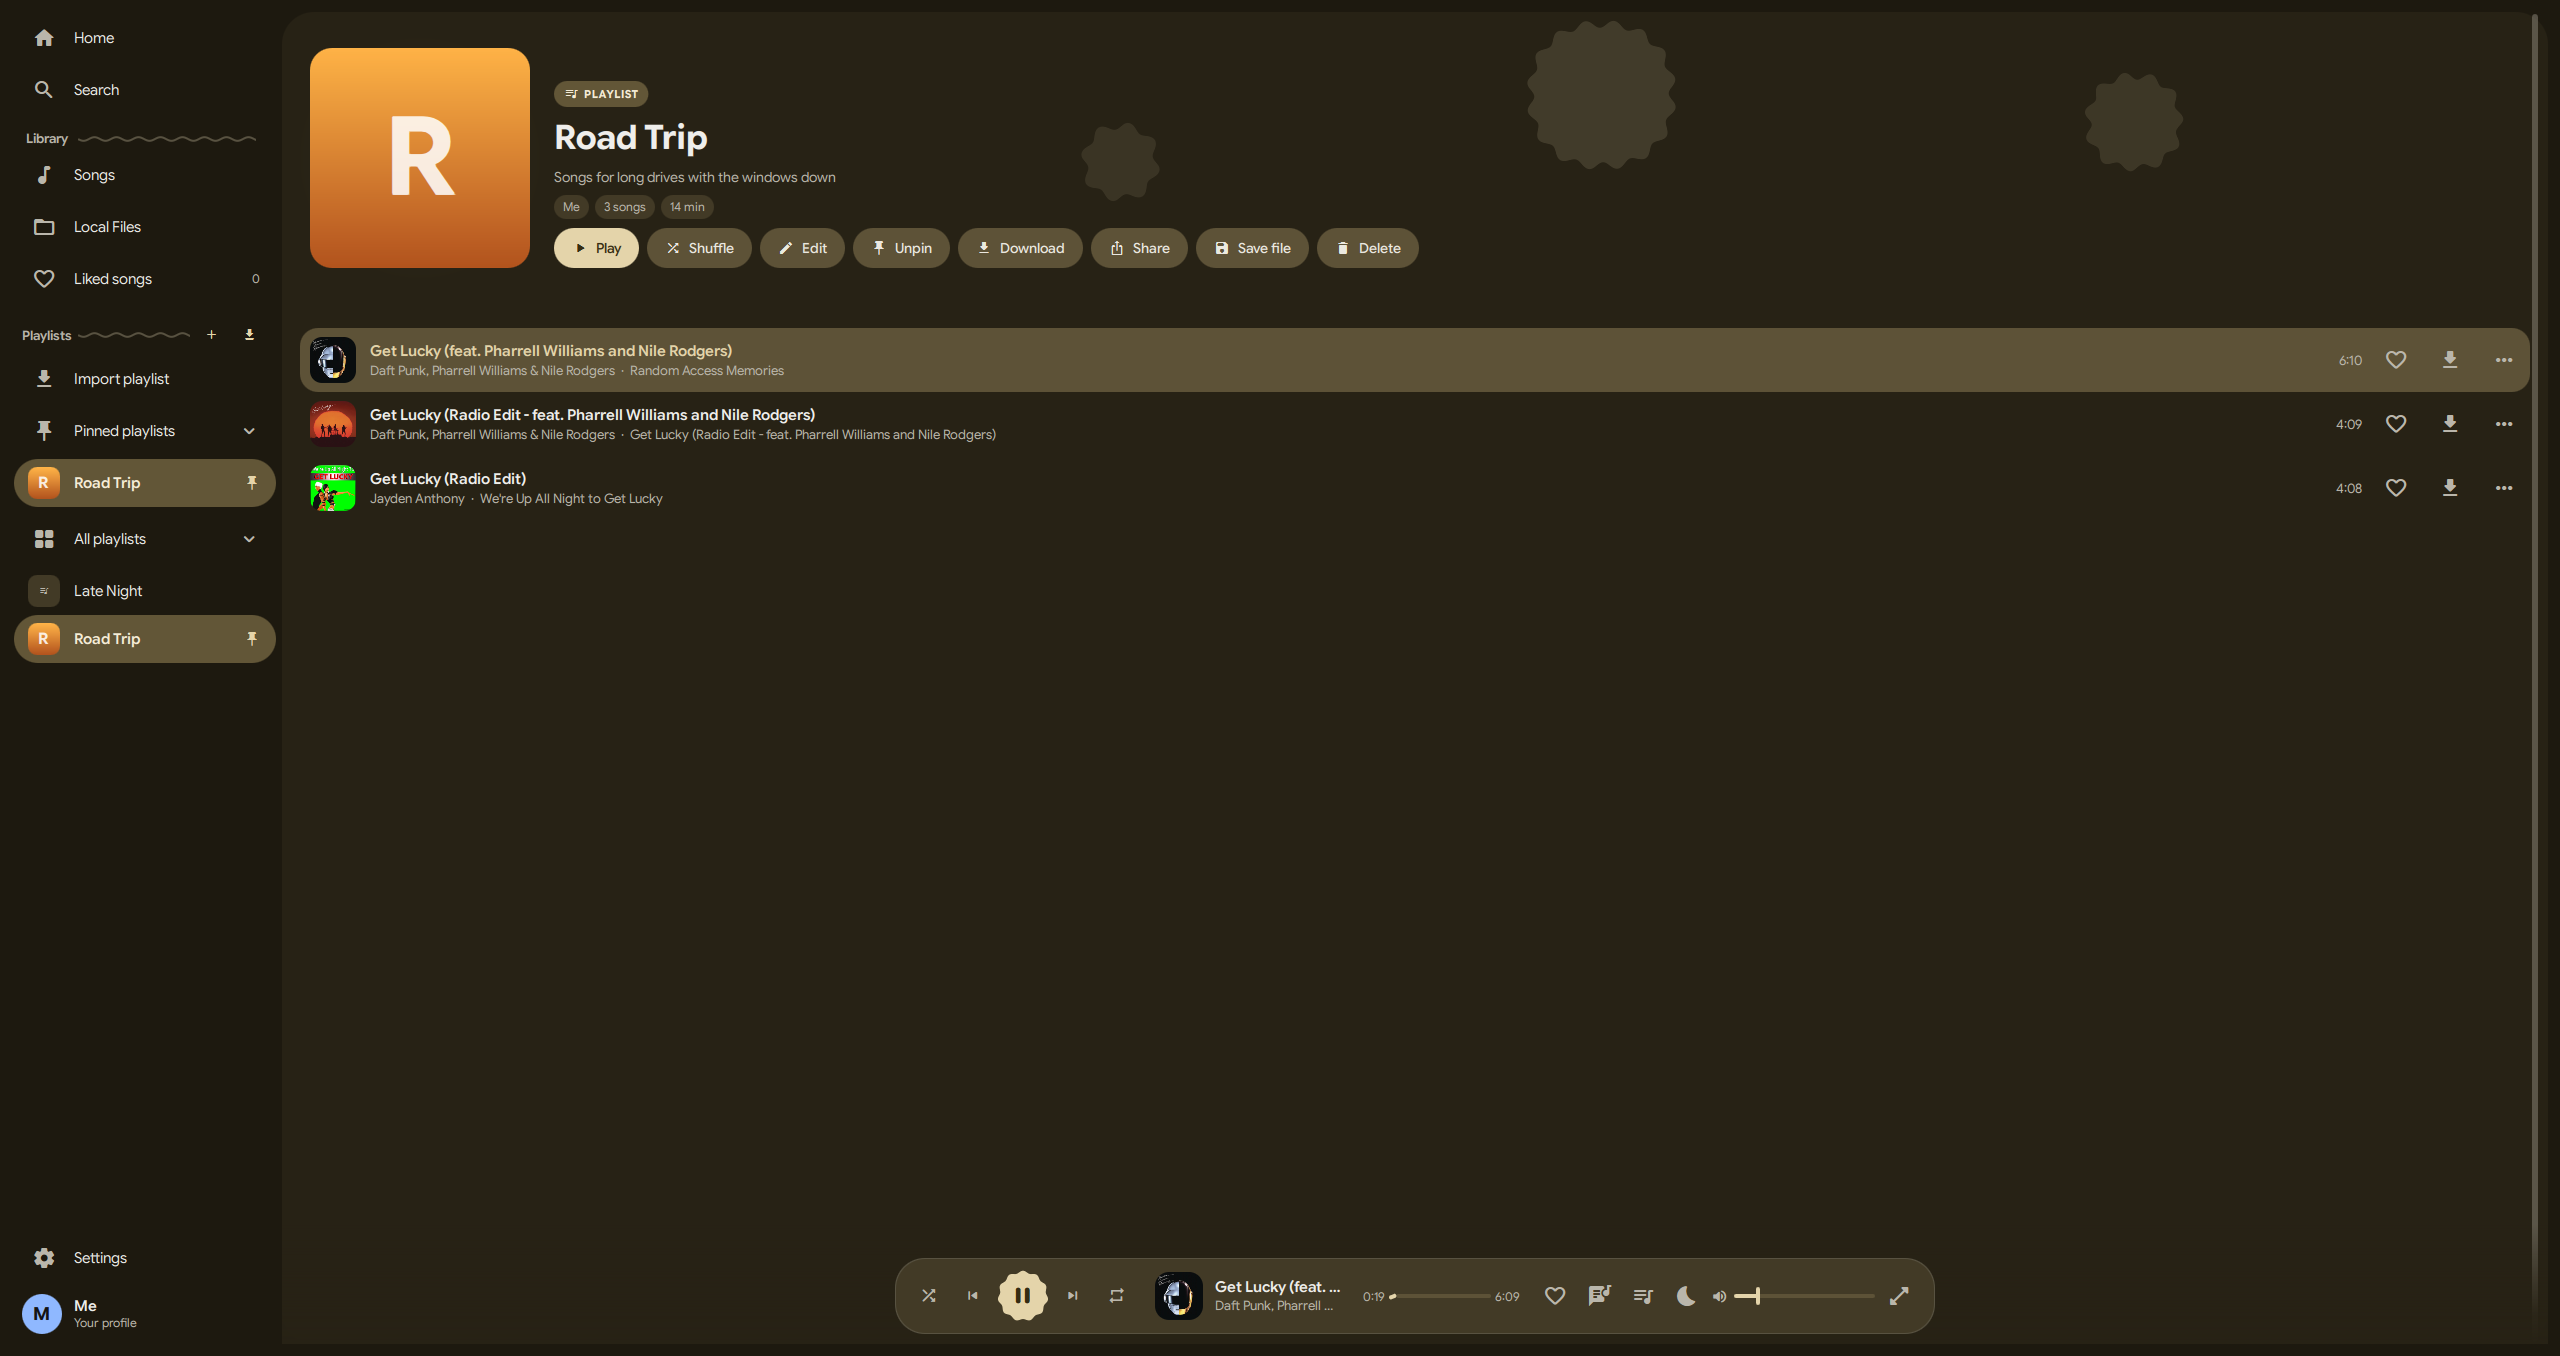 Home
Search
Library
Songs
Local Files
Liked songs 0
Playlists
Import playlist
Pinned playlists
R Road Trip
All playlists
Late Night
R Road Trip
Settings
M Me
Your profile
R
PLAYLIST
Road Trip
Songs for long drives with the windows down
Me 3 songs 14 min
Play Shuffle Edit Unpin Download Share Save file Delete
Get Lucky (feat. Pharrell Williams and Nile Rodgers)
Daft Punk, Pharrell Williams & Nile Rodgers · Random Access Memories
6:10
Get Lucky (Radio Edit - feat. Pharrell Williams and Nile Rodgers)
Daft Punk, Pharrell Williams & Nile Rodgers · Get Lucky (Radio Edit - feat. Pharrell Williams and Nile Rodgers)
4:09
Get Lucky (Radio Edit)
Jayden Anthony · We're Up All Night to Get Lucky
4:08
Get Lucky (feat. ...
Daft Punk, Pharrell ...
0:19 6:09